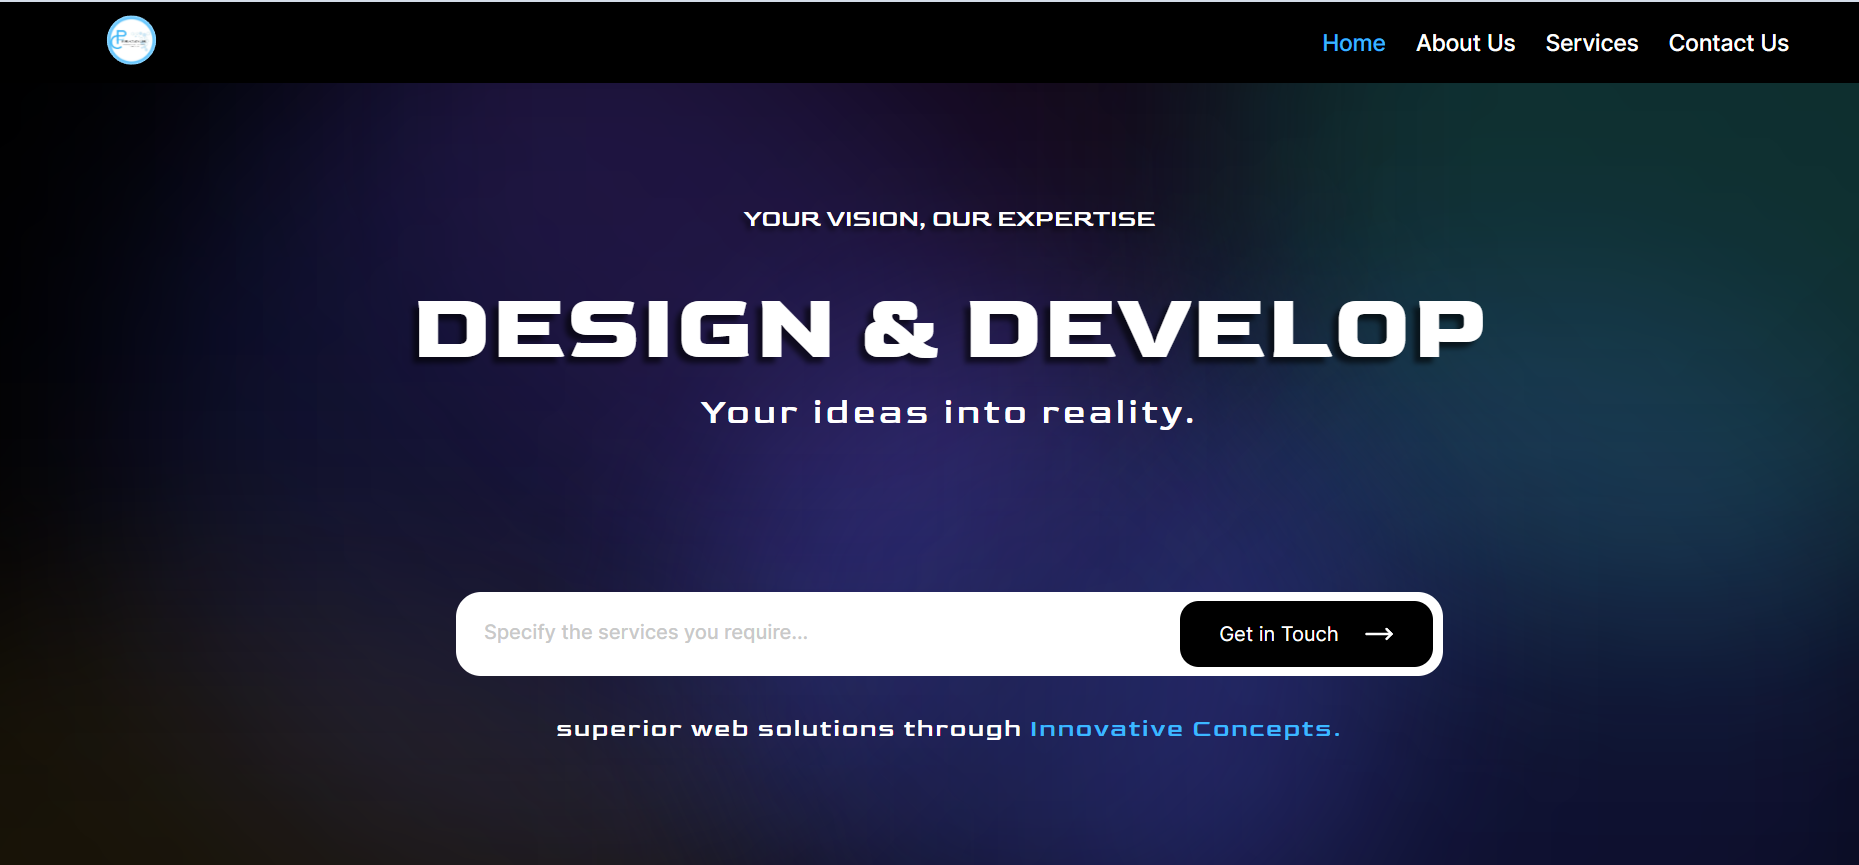 Home About Us Services Contact Us
YOUR VISION, OUR EXPERTISE
DESIGN & DEVELOP
Your ideas into reality.
Specify the services you require...
Get in Touch
superior web solutions through Innovative Concepts.